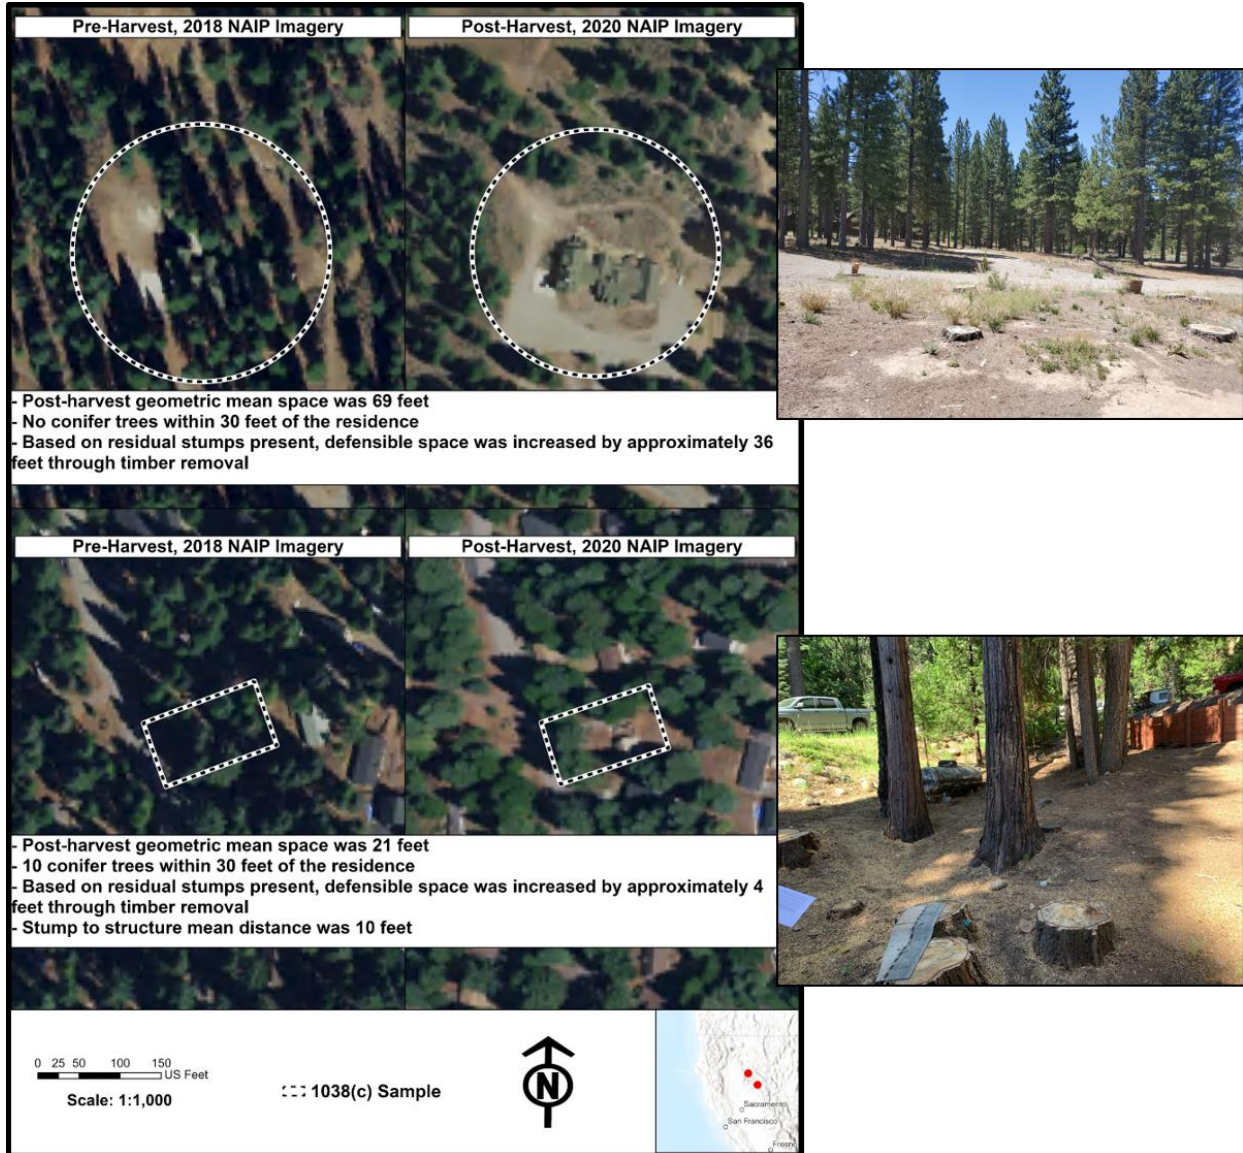 Pre-Harvest, 2018 NAIP Imagery
Post-Harvest, 2020 NAIP Imagery
- Post-harvest geometric mean space was 69 feet
- No conifer trees within 30 feet of the residence
- Based on residual stumps present, defensible space was increased by approximately 36
feet through timber removal
Pre-Harvest, 2018 NAIP Imagery
Post-Harvest, 2020 NAIP Imagery
- Post-harvest geometric mean space was 21 feet
- 10 conifer trees within 30 feet of the residence
- Based on residual stumps present, defensible space was increased by approximately 4
feet through timber removal
- Stump to structure mean distance was 10 feet
0 25 50 100 150
US Feet
Scale: 1:1,000
1038(c) Sample
N
Sacramento
San Francisco
Fresno